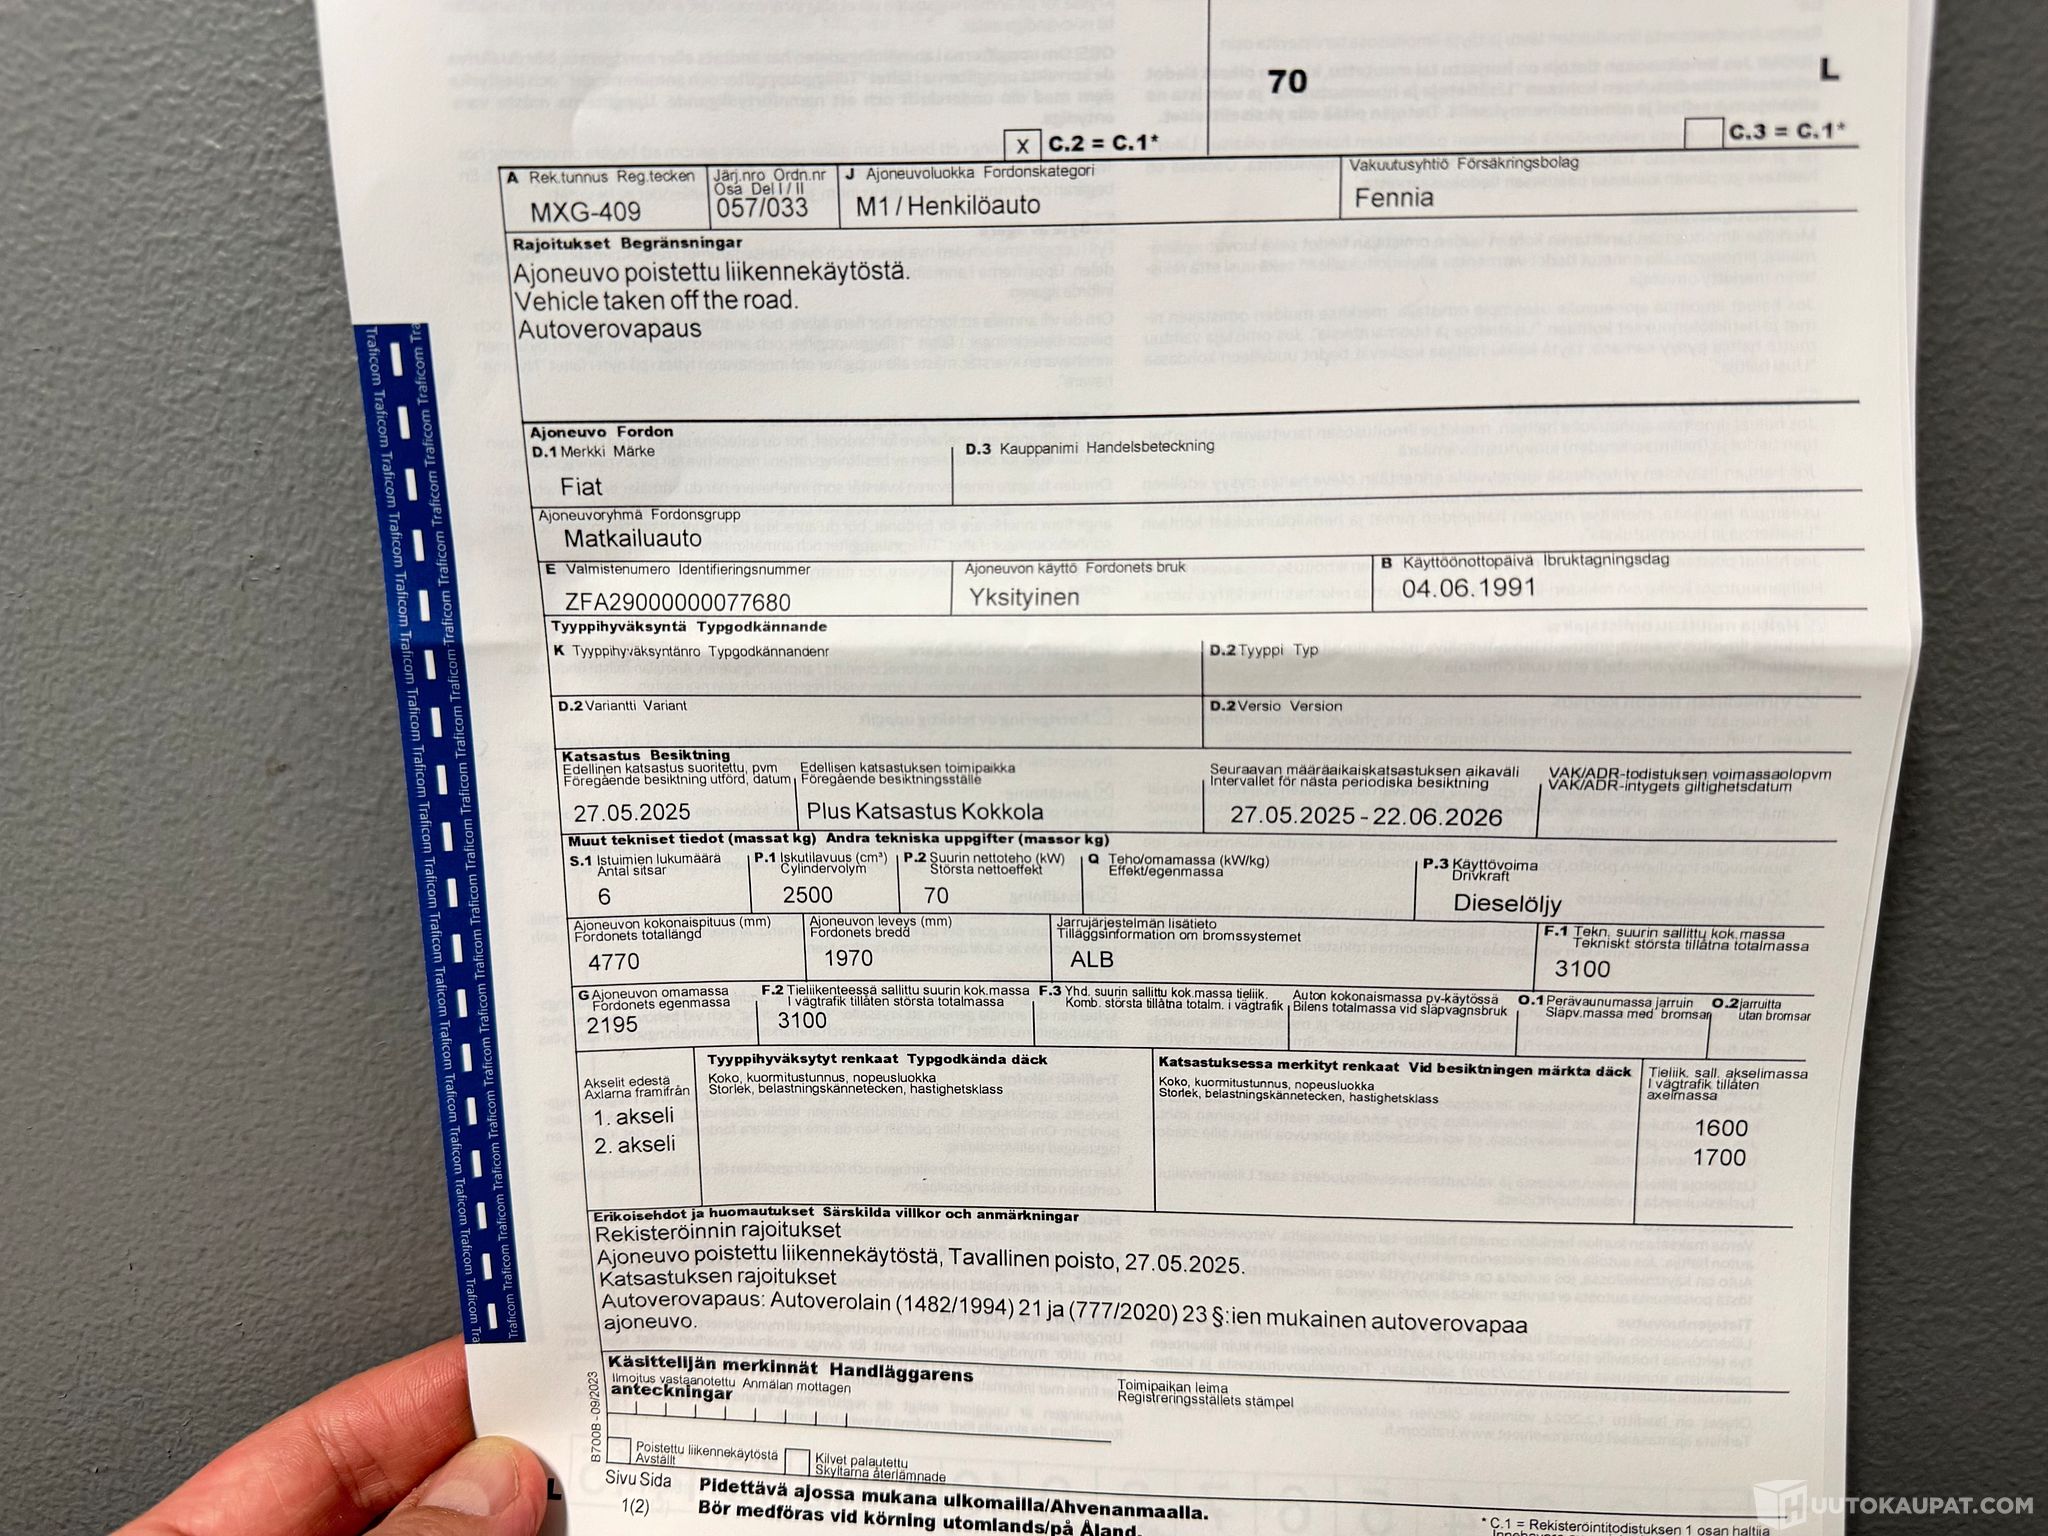 70
L
X C.2 = C.1*
C.3 = C.1*
A Rek.tunnus Reg.tecken
Järj.nro Ordn.nr
Osa Del I / II
J Ajoneuvoluokka Fordonskategori
Vakuutusyhtiö Försäkringsbolag
MXG-409
057/033
M1 / Henkilöauto
Fennia
Rajoitukset Begränsningar
Ajoneuvo poistettu liikennekäytöstä.
Vehicle taken off the road.
Autoverovapaus
Ajoneuvo Fordon
D.1 Merkki Märke
D.3 Kauppanimi Handelsbeteckning
Fiat
Ajoneuvoryhmä Fordonsgrupp
Matkailuauto
E Valmistenumero Identifieringsnummer
Ajoneuvon käyttö Fordonets bruk
B Käyttöönottopäivä Ibruktagningsdag
ZFA29000000077680
Yksityinen
04.06.1991
Tyyppihyväksyntä Typgodkännande
K Tyyppihyväksyntänro Typgodkännandenr
D.2 Tyyppi Typ
D.2 Variantti Variant
D.2 Versio Version
Katsastus Besiktning
Edellinen katsastus suoritettu, pvm
Föregående besiktning utförd, datum
Edellisen katsastuksen toimipaikka
Föregående besiktningsställe
Seuraavan määräaikaiskatsastuksen aikaväli
Intervallet för nästa periodiska besiktning
VAK/ADR-todistuksen voimassaolopvm
VAK/ADR-intygets giltighetsdatum
27.05.2025
Plus Katsastus Kokkola
27.05.2025 - 22.06.2026
Muut tekniset tiedot (massat kg) Andra tekniska uppgifter (massor kg)
S.1 Istuimien lukumäärä
Antal sitsar
P.1 Iskutilavuus (cm³)
Cylindervolym
P.2 Suurin nettoteho (kW)
Största nettoeffekt
Q Teho/omamassa (kW/kg)
Effekt/egenmassa
P.3 Käyttövoima
Drivkraft
6
2500
70
Dieselöljy
Ajoneuvon kokonaispituus (mm)
Fordonets totallängd
Ajoneuvon leveys (mm)
Fordonets bredd
Jarrujärjestelmän lisätieto
Tilläggsinformation om bromssystemet
F.1 Tekn. suurin sallittu kok.massa
Tekniskt största tillåtna totalmassa
4770
1970
ALB
3100
G Ajoneuvon omamassa
Fordonets egenmassa
F.2 Tieliikenteessä sallittu suurin kok.massa
I vägtrafik tillåten största totalmassa
F.3 Yhd. suurin sallittu kok.massa tieliik.
Komb. största tillåtna totalm. i vägtrafik
Auton kokonaismassa pv-käytössä
Bilens totalmassa vid släpvagnsbruk
O.1 Perävaunumassa jarruin
Släpv.massa med bromsar
O.2 jarruitta
utan bromsar
2195
3100
Akselit edestä
Axlarna framifrån
Tyyppihyväksytyt renkaat Typgodkända däck
Koko, kuormitustunnus, nopeusluokka
Storlek, belastningskännetecken, hastighetsklass
Katsastuksessa merkityt renkaat Vid besiktningen märkta däck
Koko, kuormitustunnus, nopeusluokka
Storlek, belastningskännetecken, hastighetsklass
Tieliik. sall. akselimassa
I vägtrafik tillåten
axelmassa
1. akseli
1600
2. akseli
1700
Erikoisehdot ja huomautukset Särskilda villkor och anmärkningar
Rekisteröinnin rajoitukset
Ajoneuvo poistettu liikennekäytöstä, Tavallinen poisto, 27.05.2025.
Katsastuksen rajoitukset
Autoverovapaus: Autoverolain (1482/1994) 21 ja (777/2020) 23 §:ien mukainen autoverovapaa
ajoneuvo.
Käsittelijän merkinnät Handläggarens
anteckningar
Ilmoitus vastaanotettu Anmälan mottagen
Toimipaikan leima
Registreringsställets stämpel
B700B - 09/2023
Poistettu liikennekäytöstä
Avställt
Kilvet palautettu
Skyltarna återlämnade
Sivu Sida
1(2)
Pidettävä ajossa mukana ulkomailla/Ahvenanmaalla.
Bör medföras vid körning utomlands/på Åland.
L
* C.1 = Rekisteröintitodistuksen 1 osan haltija
Traficom Traficom Traficom Traficom Traficom Traficom Traficom Traficom
HUUTOKAUPAT.COM